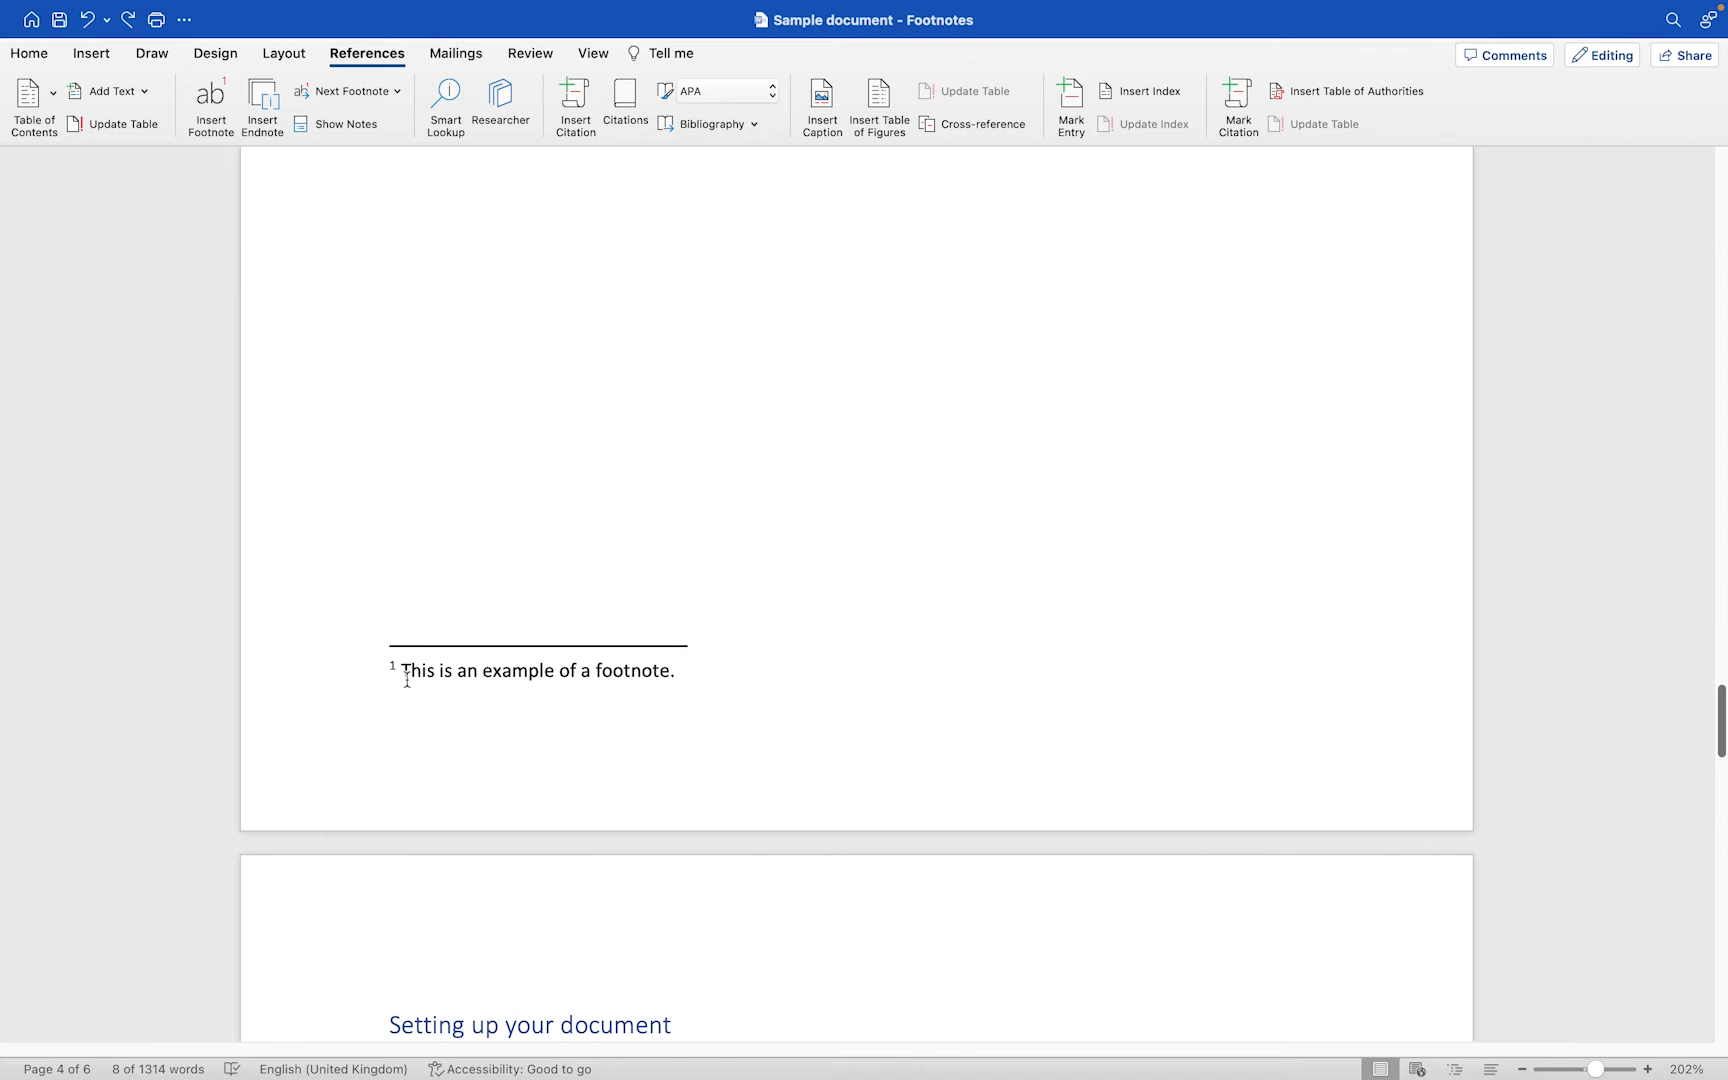 Sample document - Footnotes
Home Insert Draw Design Layout References Mailings Review View Tell me Comments Editing Share
Table of Contents
Add Text
Update Table
ab1
Insert Footnote
Insert Endnote
ab1 Next Footnote
Show Notes
Smart Lookup
Researcher
Insert Citation
Citations
APA
Bibliography
Insert Caption
Insert Table of Figures
Update Table
Cross-reference
Mark Entry
Insert Index
Update Index
Mark Citation
Insert Table of Authorities
Update Table
1 This is an example of a footnote.
Setting up your document
Page 4 of 6 8 of 1314 words English (United Kingdom) Accessibility: Good to go 202%